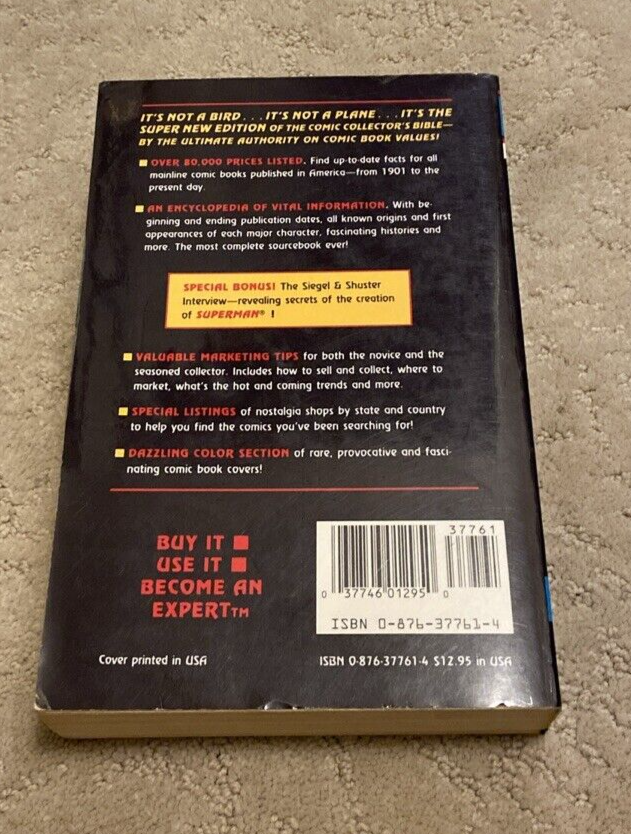 IT'S NOT A BIRD . . . IT'S NOT A PLANE . . . IT'S THE
SUPER NEW EDITION OF THE COMIC COLLECTOR'S BIBLE—
BY THE ULTIMATE AUTHORITY ON COMIC BOOK VALUES!
OVER 80,000 PRICES LISTED. Find up-to-date facts for all
mainline comic books published in America—from 1901 to the
present day.
AN ENCYCLOPEDIA OF VITAL INFORMATION. With be-
ginning and ending publication dates, all known origins and first
appearances of each major character, fascinating histories and
more. The most complete sourcebook ever!
SPECIAL BONUS! The Siegel & Shuster
Interview—revealing secrets of the creation
of SUPERMAN® !
VALUABLE MARKETING TIPS for both the novice and the
seasoned collector. Includes how to sell and collect, where to
market, what's the hot and coming trends and more.
SPECIAL LISTINGS of nostalgia shops by state and country
to help you find the comics you've been searching for!
DAZZLING COLOR SECTION of rare, provocative and fasci-
nating comic book covers!
BUY IT
USE IT
BECOME AN
EXPERT™
37761
0 37746 01295 0
ISBN 0-876-37761-4
Cover printed in USA
ISBN 0-876-37761-4 $12.95 in USA